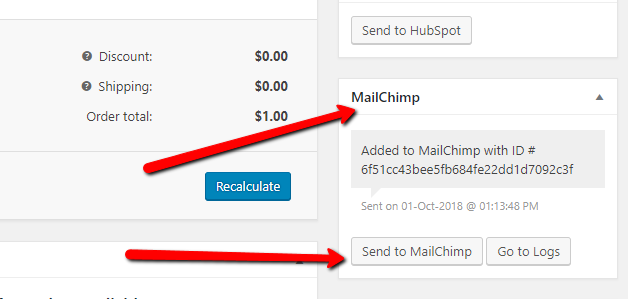 Discount: $0.00
Shipping: $0.00
Order total: $1.00
Recalculate
Send to HubSpot
MailChimp
Added to MailChimp with ID #
6f51cc43bee5fb684fe22dd1d7092c3f
Sent on 01-Oct-2018 @ 01:13:48 PM
Send to MailChimp Go to Logs